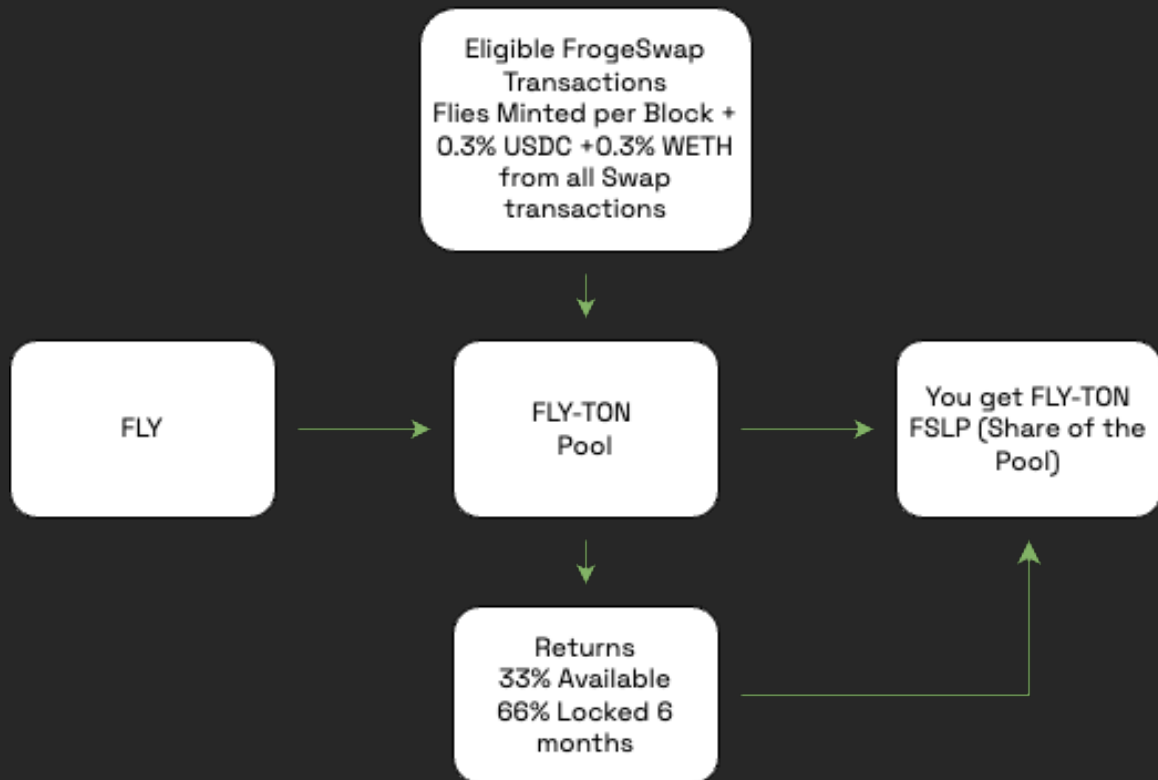 Eligible FrogeSwap
Transactions
Flies Minted per Block +
0.3% USDC +0.3% WETH
from all Swap
transactions
FLY
FLY-TON
Pool
You get FLY-TON
FSLP (Share of the
Pool)
Returns
33% Available
66% Locked 6
months